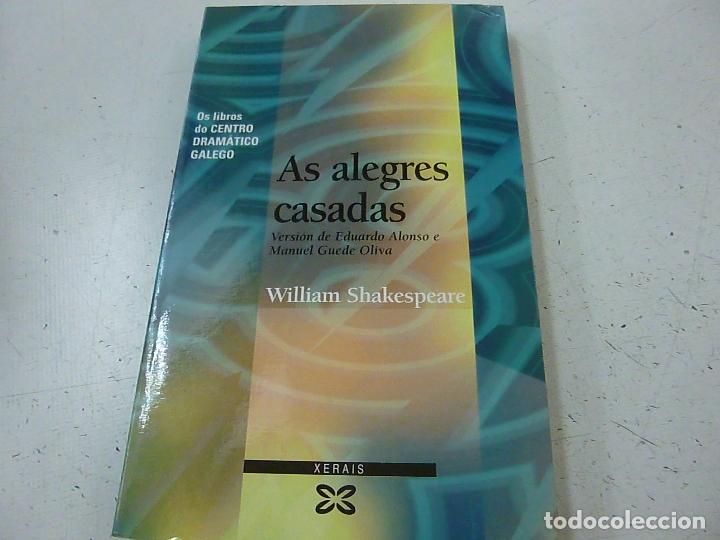 Os libros
do CENTRO
DRAMÁTICO
GALEGO
As alegres
casadas
Versión de Eduardo Alonso e
Manuel Guede Oliva
William Shakespeare
XERAIS
todocoleccion